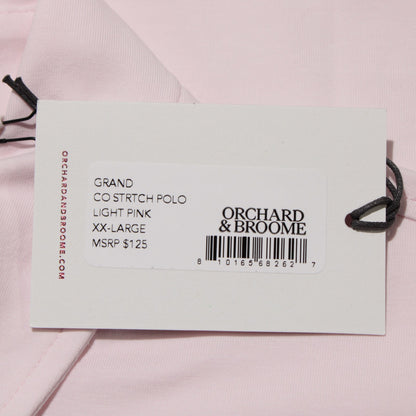 ORCHARDANDBROOME.COM
GRAND
CO STRTCH POLO
LIGHT PINK
XX-LARGE
MSRP $125
ORCHARD
& BROOME
8 10165 68262 7